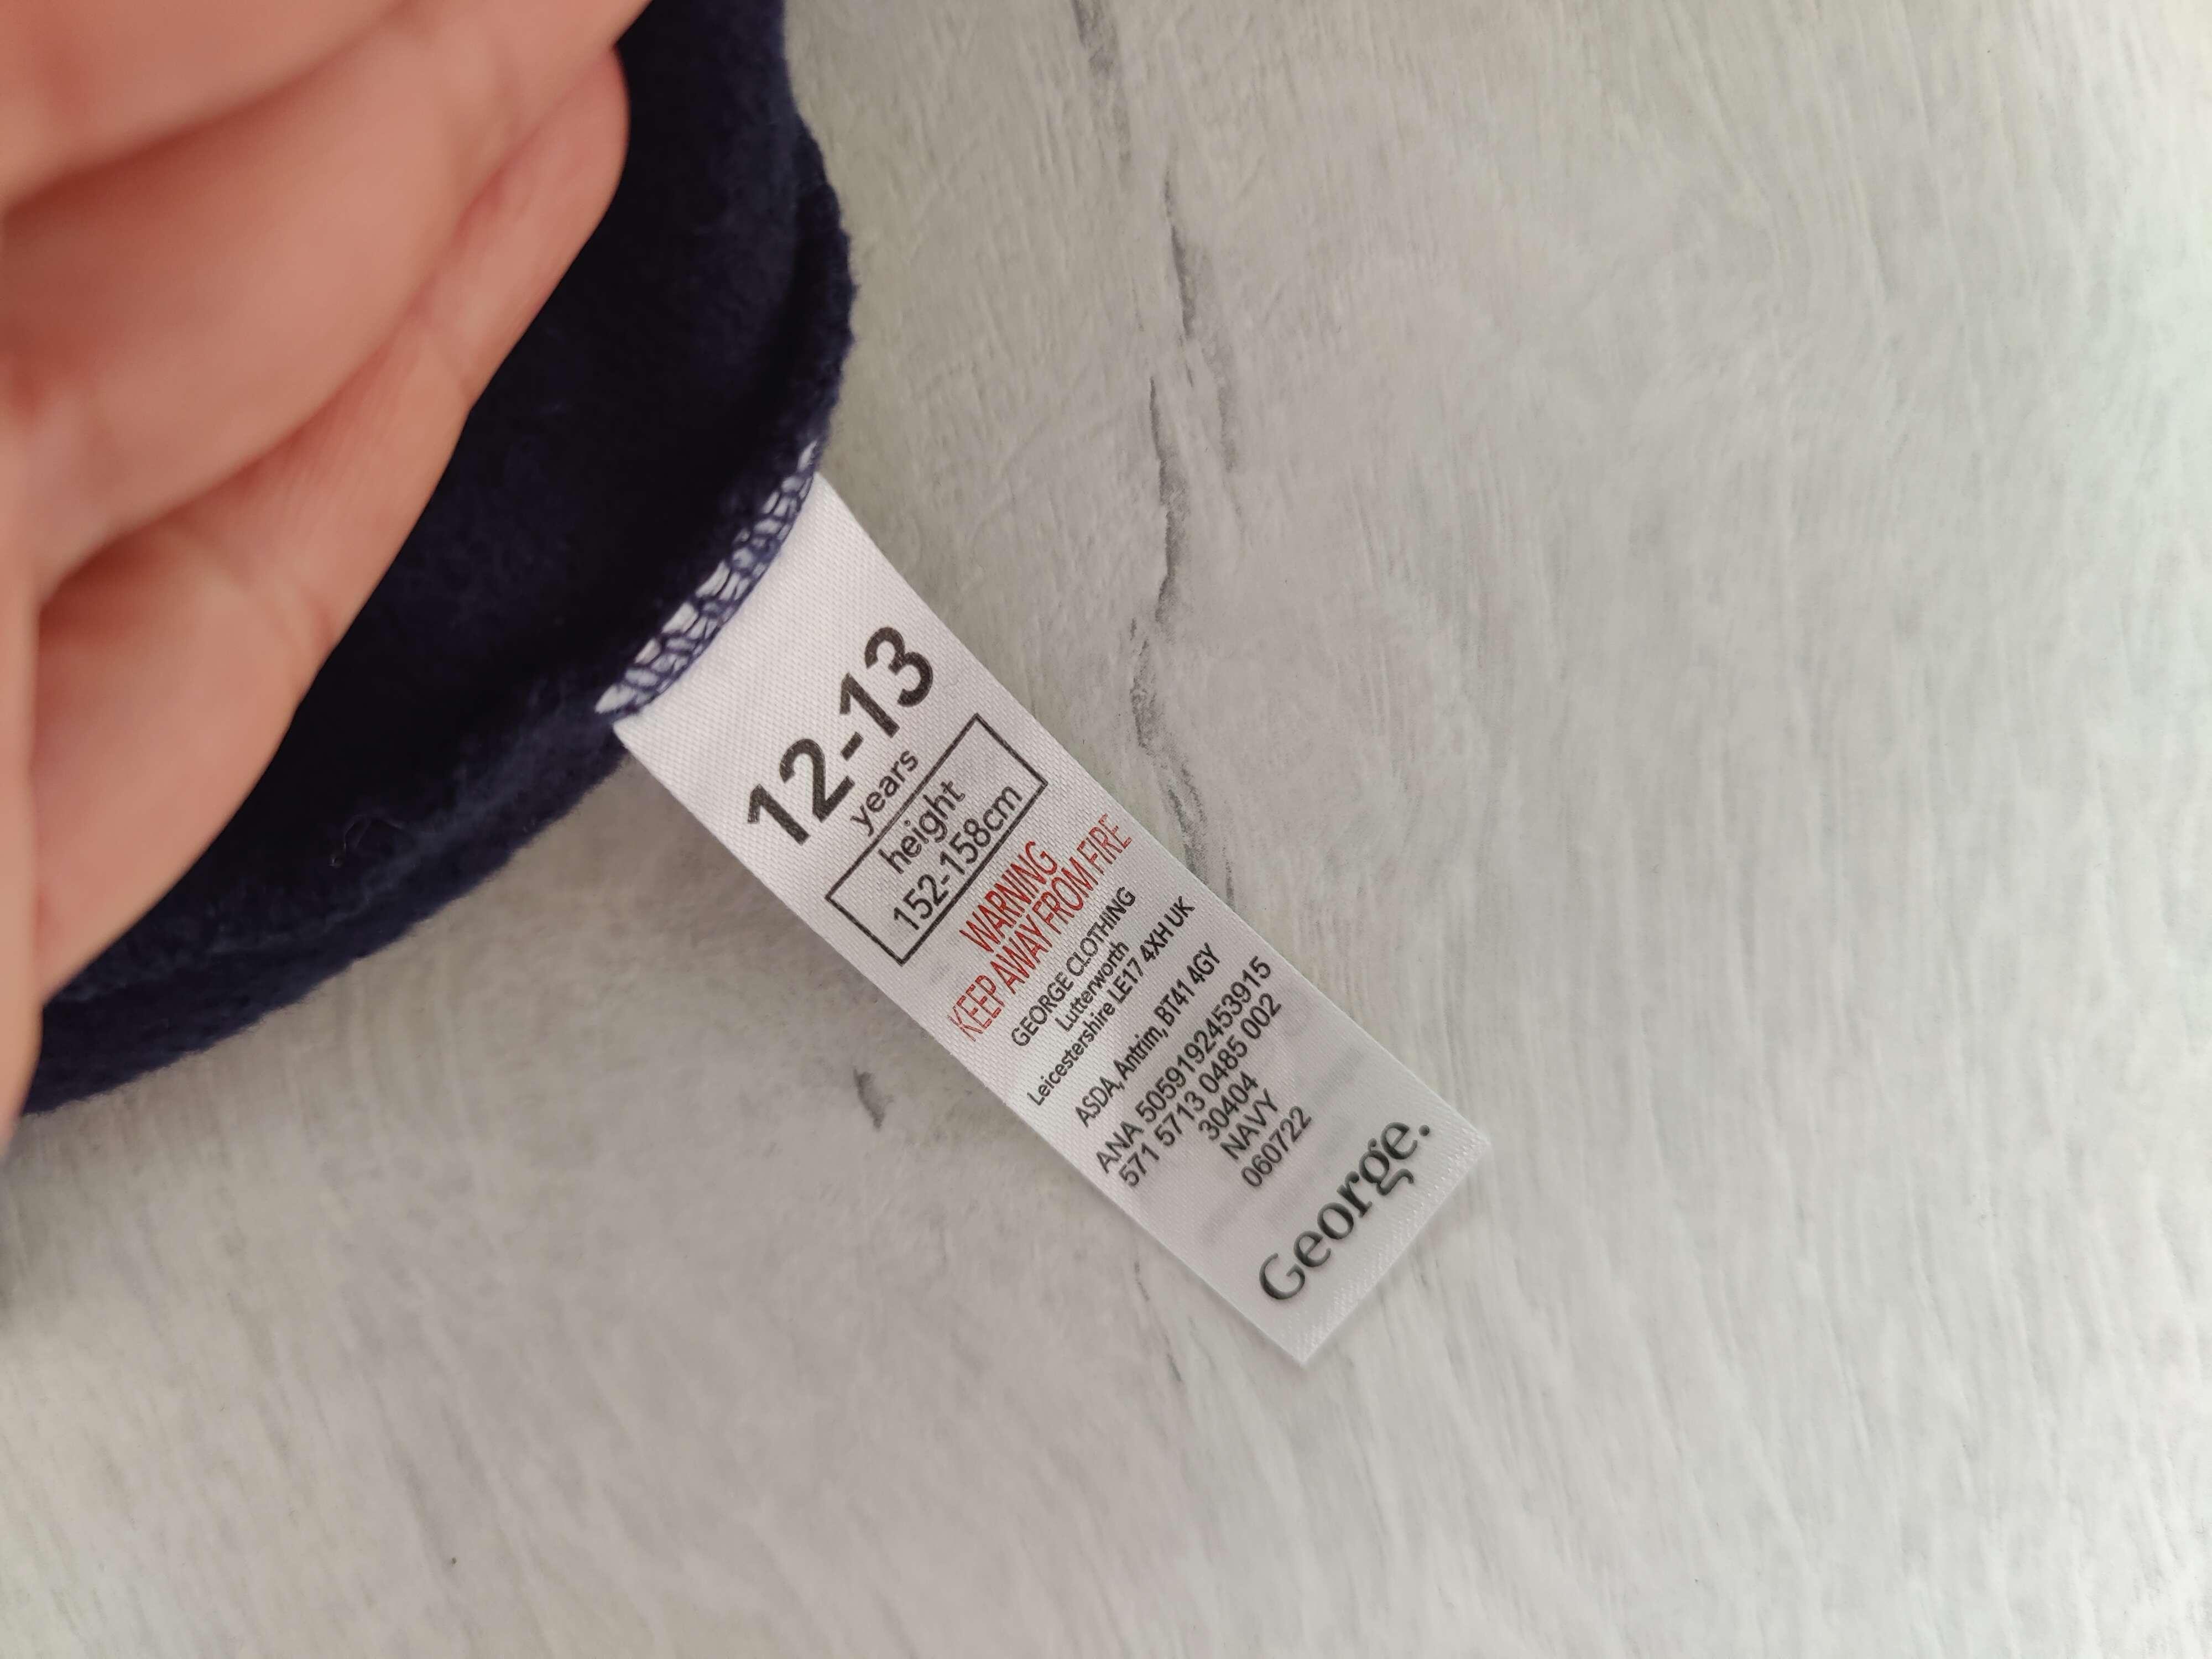 12-13
years
height
152-158cm
WARNING
KEEP AWAY FROM FIRE
GEORGE CLOTHING
Lutterworth
Leicestershire LE17 4XH UK
ASDA, Antrim, BT41 4GY
ANA 5059192453915
571 5713 0485 002
30404
NAVY
060722
George.